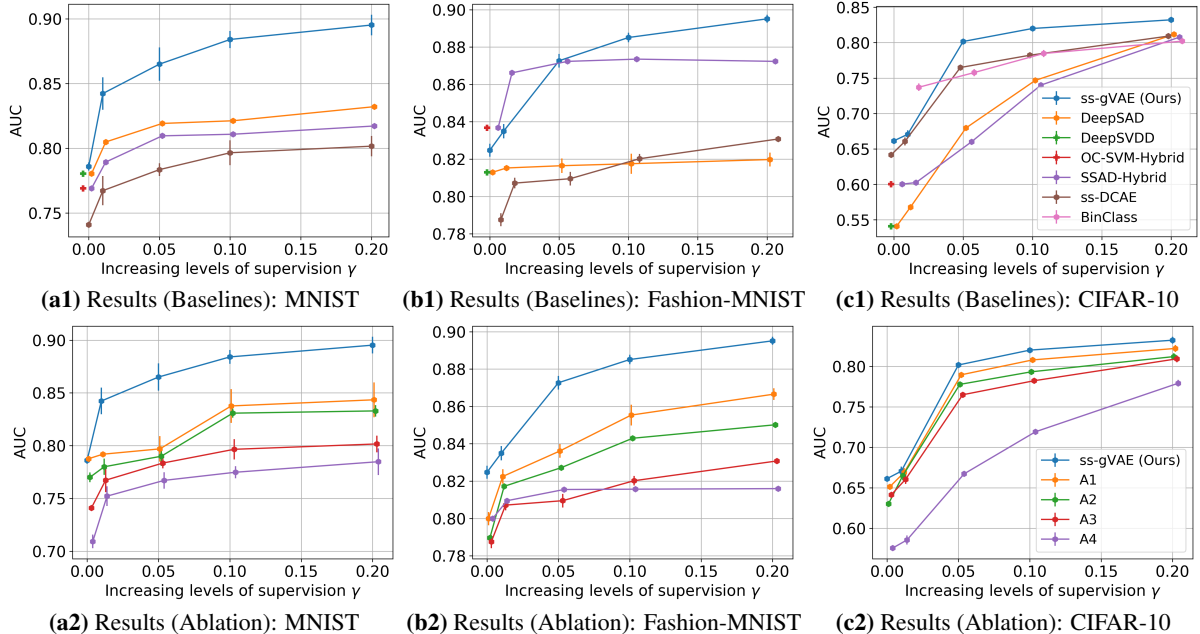 0.90
0.85
0.80
0.75
AUC
0.00 0.05 0.10 0.15 0.20
Increasing levels of supervision γ
(a1) Results (Baselines): MNIST
0.90
0.88
0.86
0.84
0.82
0.80
0.78
AUC
0.00 0.05 0.10 0.15 0.20
Increasing levels of supervision γ
(b1) Results (Baselines): Fashion-MNIST
0.85
0.80
0.75
0.70
0.65
0.60
0.55
AUC
ss-gVAE (Ours)
DeepSAD
DeepSVDD
OC-SVM-Hybrid
SSAD-Hybrid
ss-DCAE
BinClass
0.00 0.05 0.10 0.15 0.20
Increasing levels of supervision γ
(c1) Results (Baselines): CIFAR-10
0.90
0.85
0.80
0.75
0.70
AUC
0.00 0.05 0.10 0.15 0.20
Increasing levels of supervision γ
(a2) Results (Ablation): MNIST
0.90
0.88
0.86
0.84
0.82
0.80
0.78
AUC
0.00 0.05 0.10 0.15 0.20
Increasing levels of supervision γ
(b2) Results (Ablation): Fashion-MNIST
0.80
0.75
0.70
0.65
0.60
AUC
ss-gVAE (Ours)
A1
A2
A3
A4
0.00 0.05 0.10 0.15 0.20
Increasing levels of supervision γ
(c2) Results (Ablation): CIFAR-10